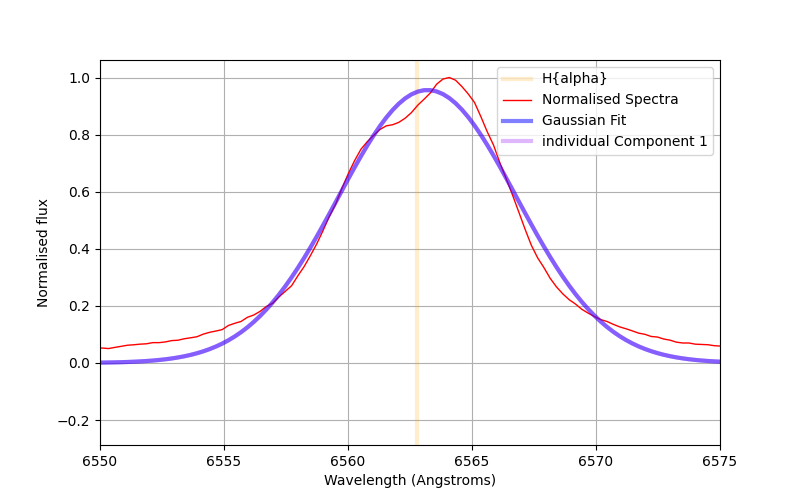 H{alpha}
Normalised Spectra
Gaussian Fit
individual Component 1
1.0
0.8
0.6
0.4
0.2
0.0
−0.2
Normalised flux
6550 6555 6560 6565 6570 6575
Wavelength (Angstroms)